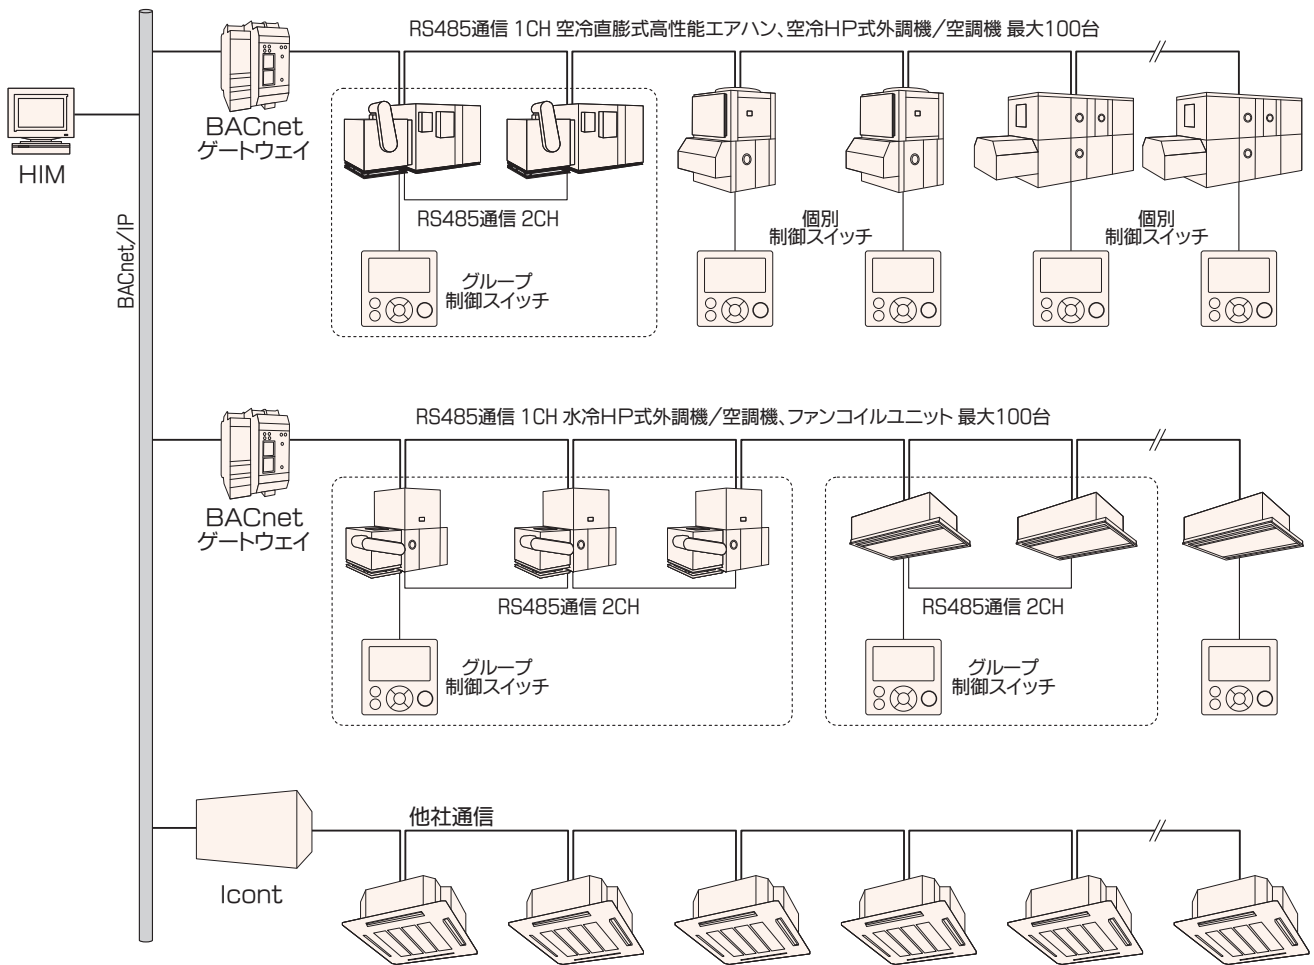 RS485通信 1CH 空冷直膨式高性能エアハン、空冷HP式外調機/空調機 最大100台
BACnet
ゲートウェイ
HIM
BACnet/IP
RS485通信 2CH
グループ
制御スイッチ
個別
制御スイッチ
個別
制御スイッチ
RS485通信 1CH 水冷HP式外調機/空調機、ファンコイルユニット 最大100台
BACnet
ゲートウェイ
RS485通信 2CH
グループ
制御スイッチ
RS485通信 2CH
グループ
制御スイッチ
他社通信
Icont